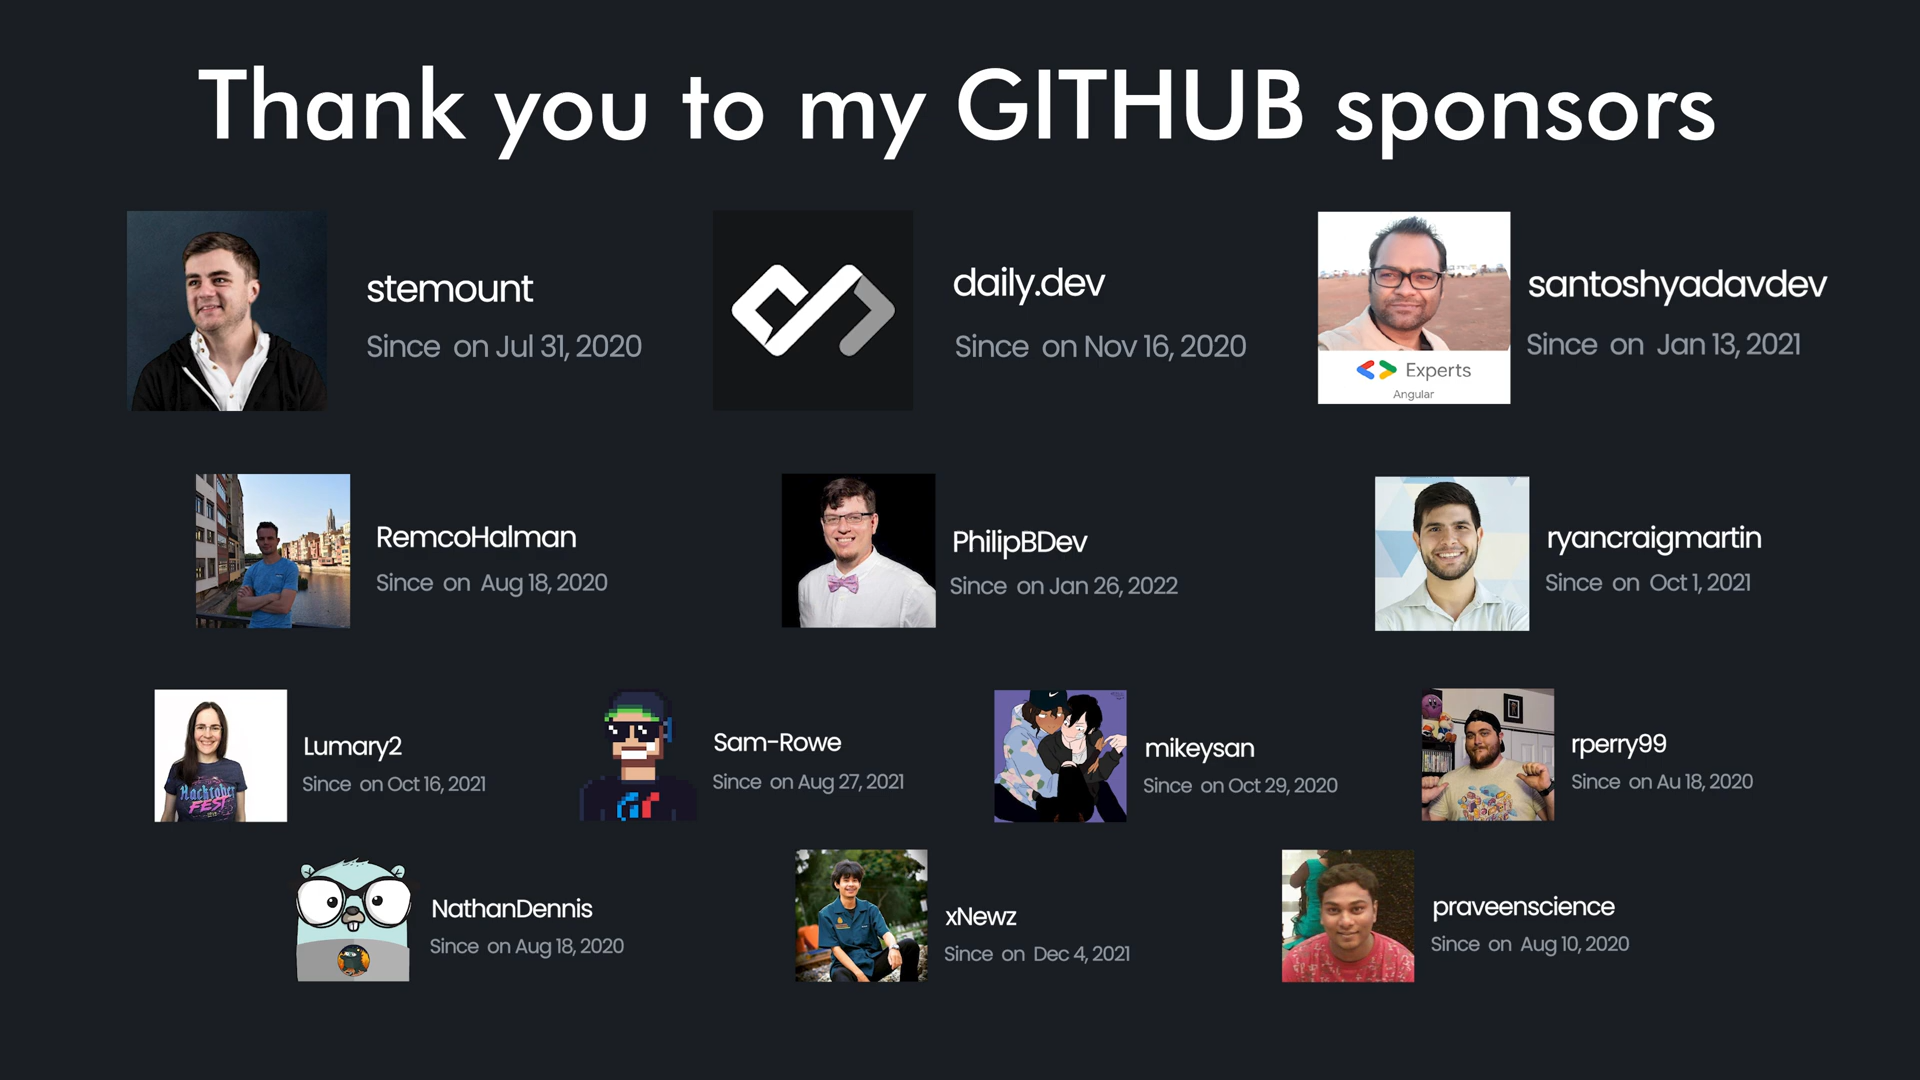 Thank you to my GITHUB sponsors
stemount
Since on Jul 31, 2020
daily.dev
Since on Nov 16, 2020
santoshyadavdev
Since on Jan 13, 2021
Experts
Angular
RemcoHalman
Since on Aug 18, 2020
PhilipBDev
Since on Jan 26, 2022
ryancraigmartin
Since on Oct 1, 2021
Lumary2
Since on Oct 16, 2021
Hacktober
FEST
Sam-Rowe
Since on Aug 27, 2021
mikeysan
Since on Oct 29, 2020
rperry99
Since on Au 18, 2020
NathanDennis
Since on Aug 18, 2020
xNewz
Since on Dec 4, 2021
praveenscience
Since on Aug 10, 2020